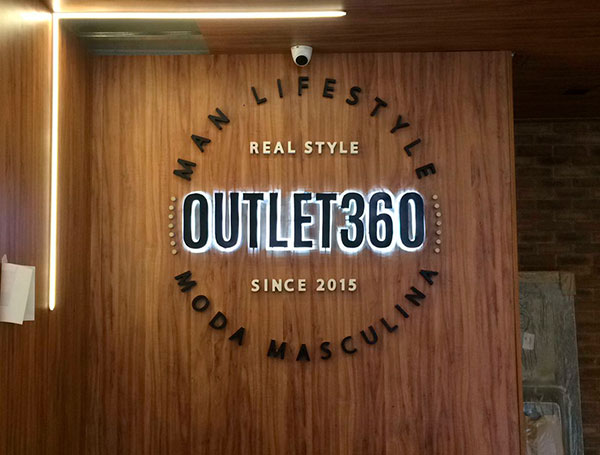 MAN LIFESTYLE
REAL STYLE
OUTLET360
SINCE 2015
MODA MASCULINA